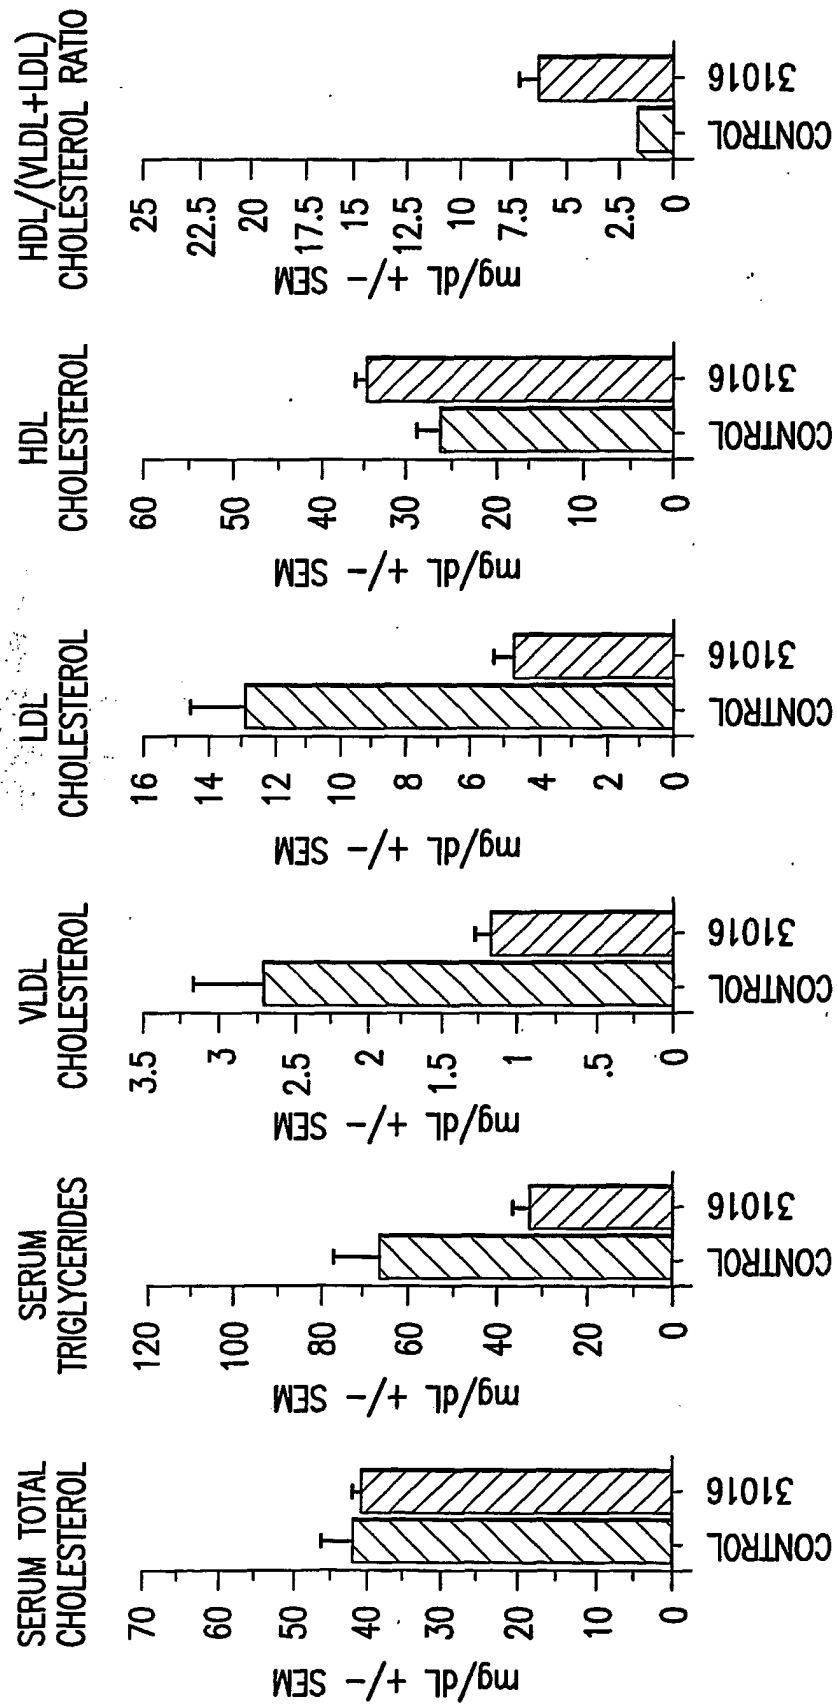 SERUM TOTAL
CHOLESTEROL
mg/dL +/- SEM
70
60
50
40
30
20
10
0
CONTROL
31016
SERUM
TRIGLYCERIDES
mg/dL +/- SEM
120
100
80
60
40
20
0
CONTROL
31016
VLDL
CHOLESTEROL
mg/dL +/- SEM
3.5
3
2.5
2
1.5
1
.5
0
CONTROL
31016
LDL
CHOLESTEROL
mg/dL +/- SEM
16
14
12
10
8
6
4
2
0
CONTROL
31016
HDL
CHOLESTEROL
mg/dL +/- SEM
60
50
40
30
20
10
0
CONTROL
31016
HDL/(VLDL+LDL)
CHOLESTEROL RATIO
mg/dL +/- SEM
25
22.5
20
17.5
15
12.5
10
7.5
5
2.5
0
CONTROL
31016